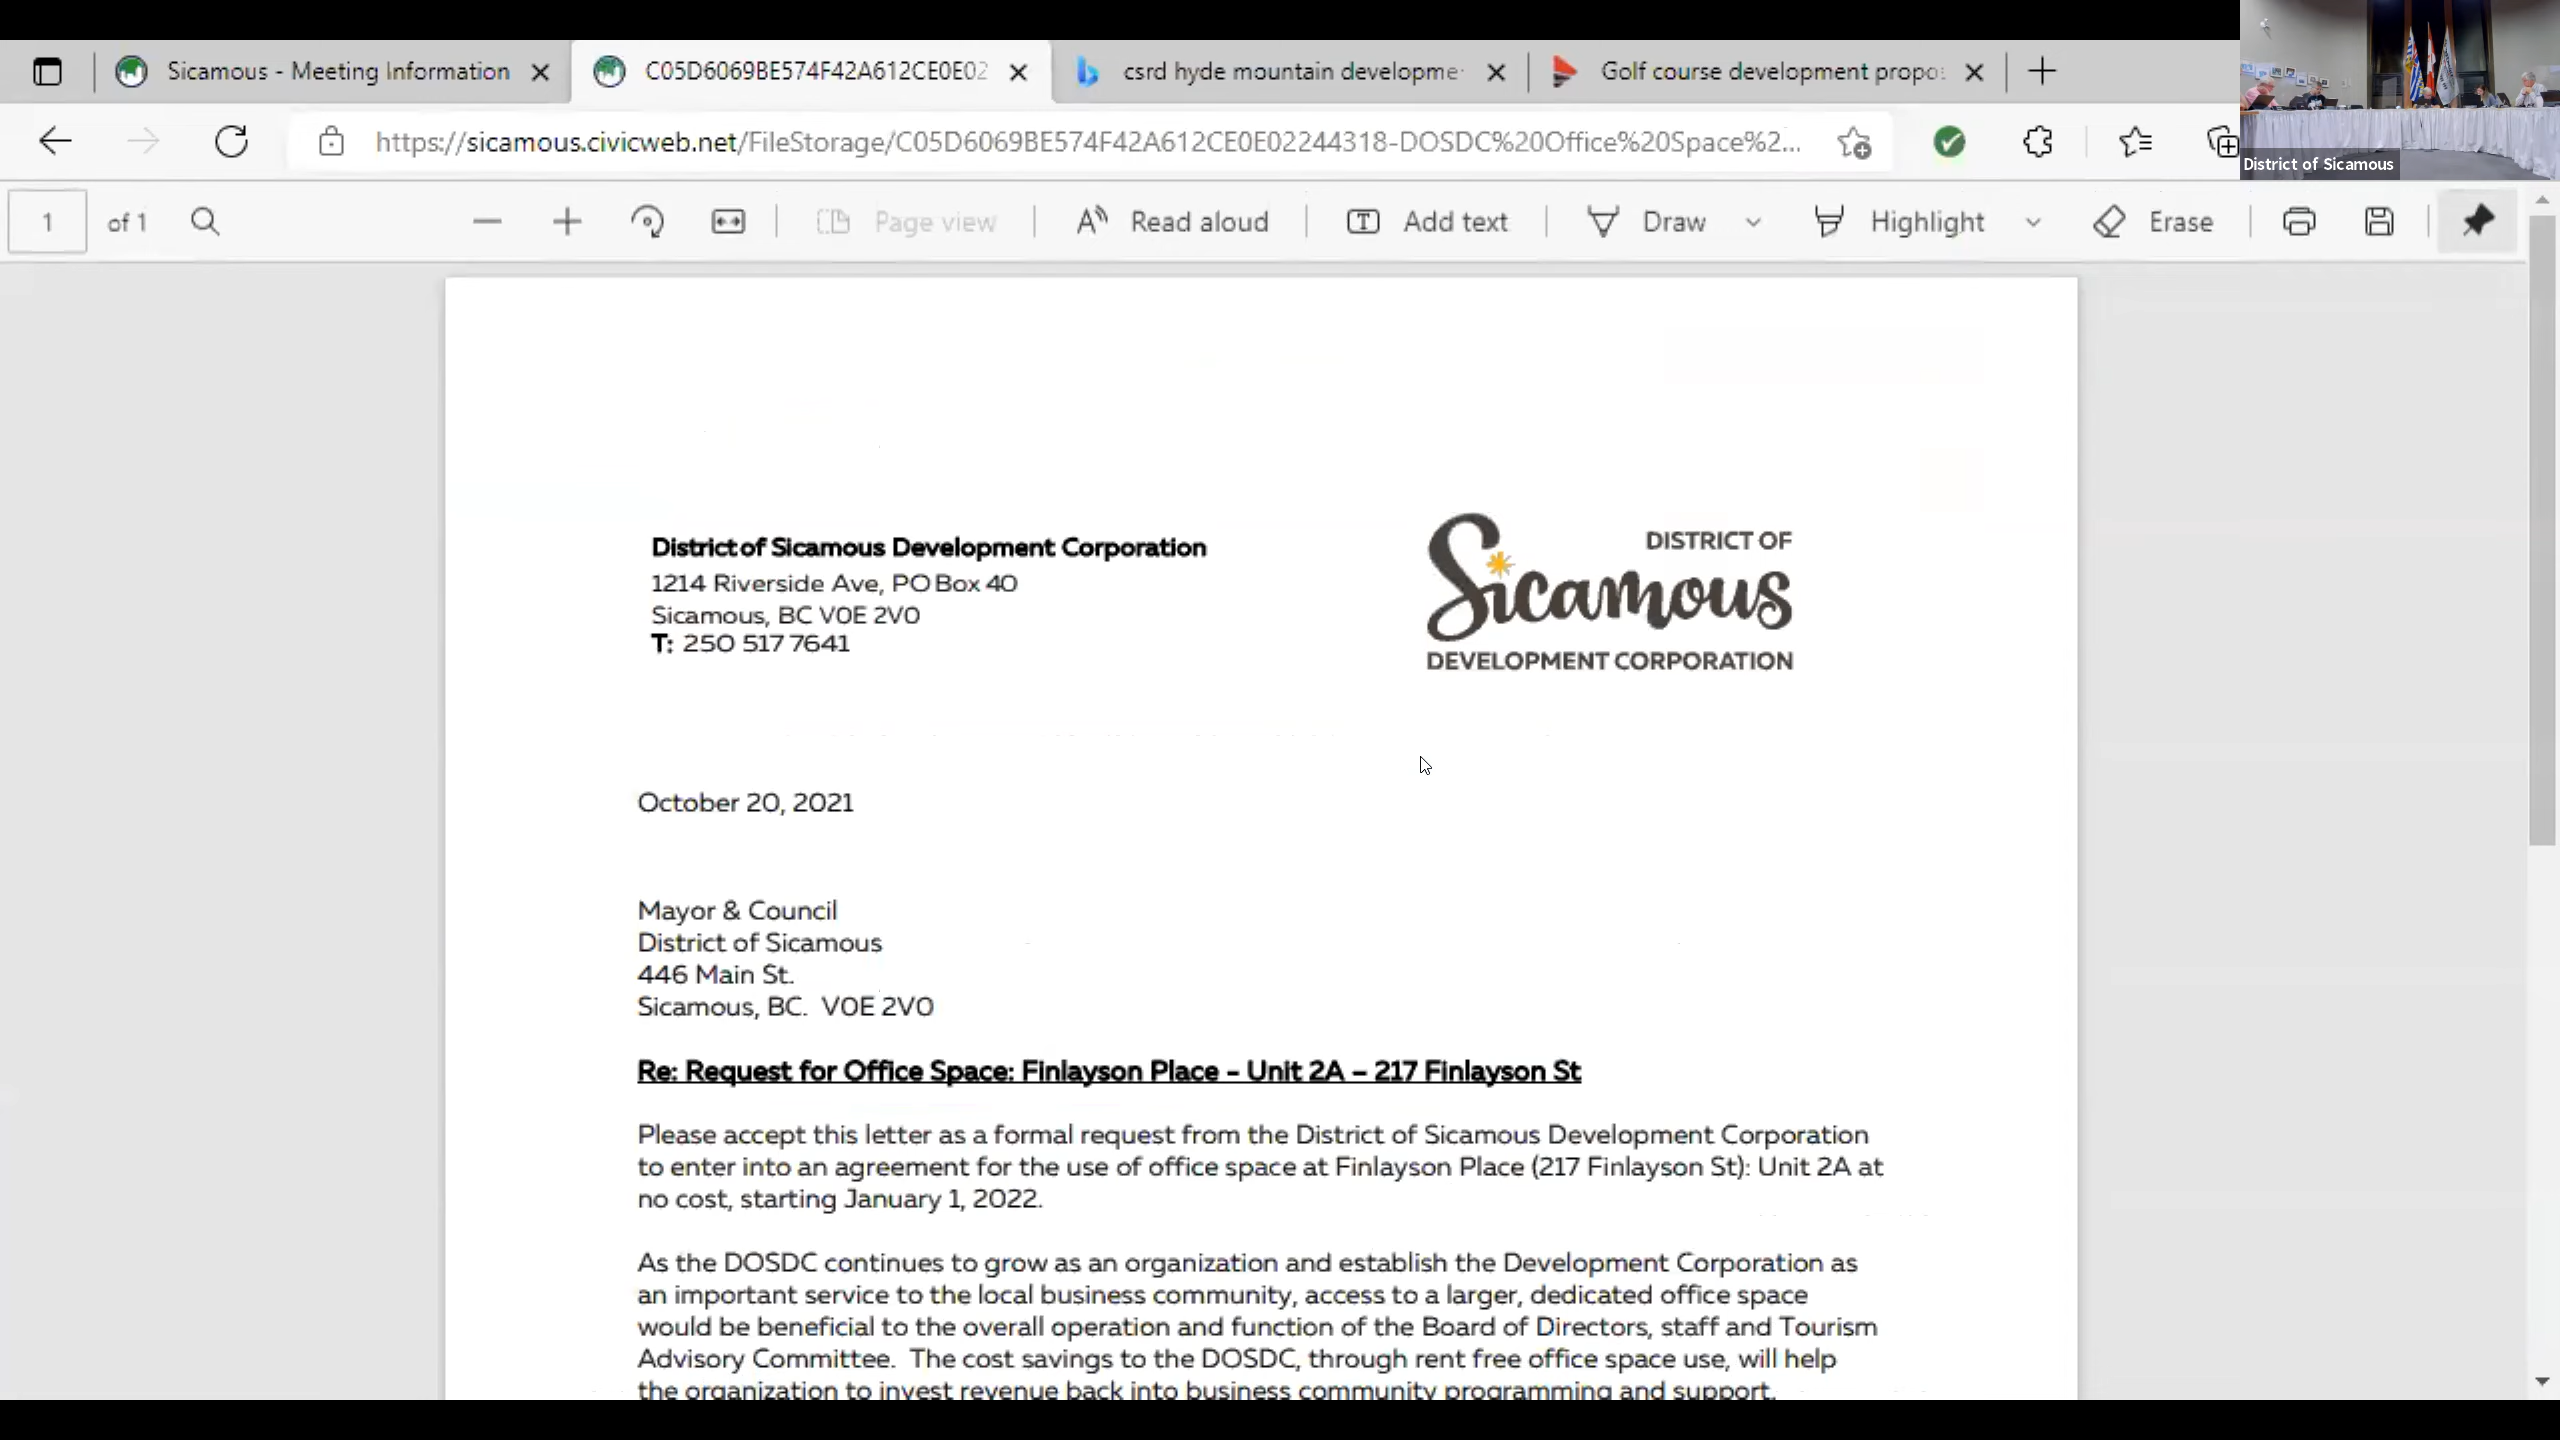 Sicamous - Meeting Information
C05D6069BE574F42A612CE0E02
csrd hyde mountain developme
Golf course development propo
https://sicamous.civicweb.net/FileStorage/C05D6069BE574F42A612CE0E02244318-DOSDC%20Office%20Space%2...
District of Sicamous
1 of 1
Page view
Read aloud
Add text
Draw
Highlight
Erase
District of Sicamous Development Corporation
1214 Riverside Ave, PO Box 40
Sicamous, BC V0E 2V0
T: 250 517 7641
DISTRICT OF
Sicamous
DEVELOPMENT CORPORATION
October 20, 2021
Mayor & Council
District of Sicamous
446 Main St.
Sicamous, BC. V0E 2V0
Re: Request for Office Space: Finlayson Place – Unit 2A – 217 Finlayson St
Please accept this letter as a formal request from the District of Sicamous Development Corporation
to enter into an agreement for the use of office space at Finlayson Place (217 Finlayson St): Unit 2A at
no cost, starting January 1, 2022.
As the DOSDC continues to grow as an organization and establish the Development Corporation as
an important service to the local business community, access to a larger, dedicated office space
would be beneficial to the overall operation and function of the Board of Directors, staff and Tourism
Advisory Committee. The cost savings to the DOSDC, through rent free office space use, will help
the organization to invest revenue back into business community programming and support.